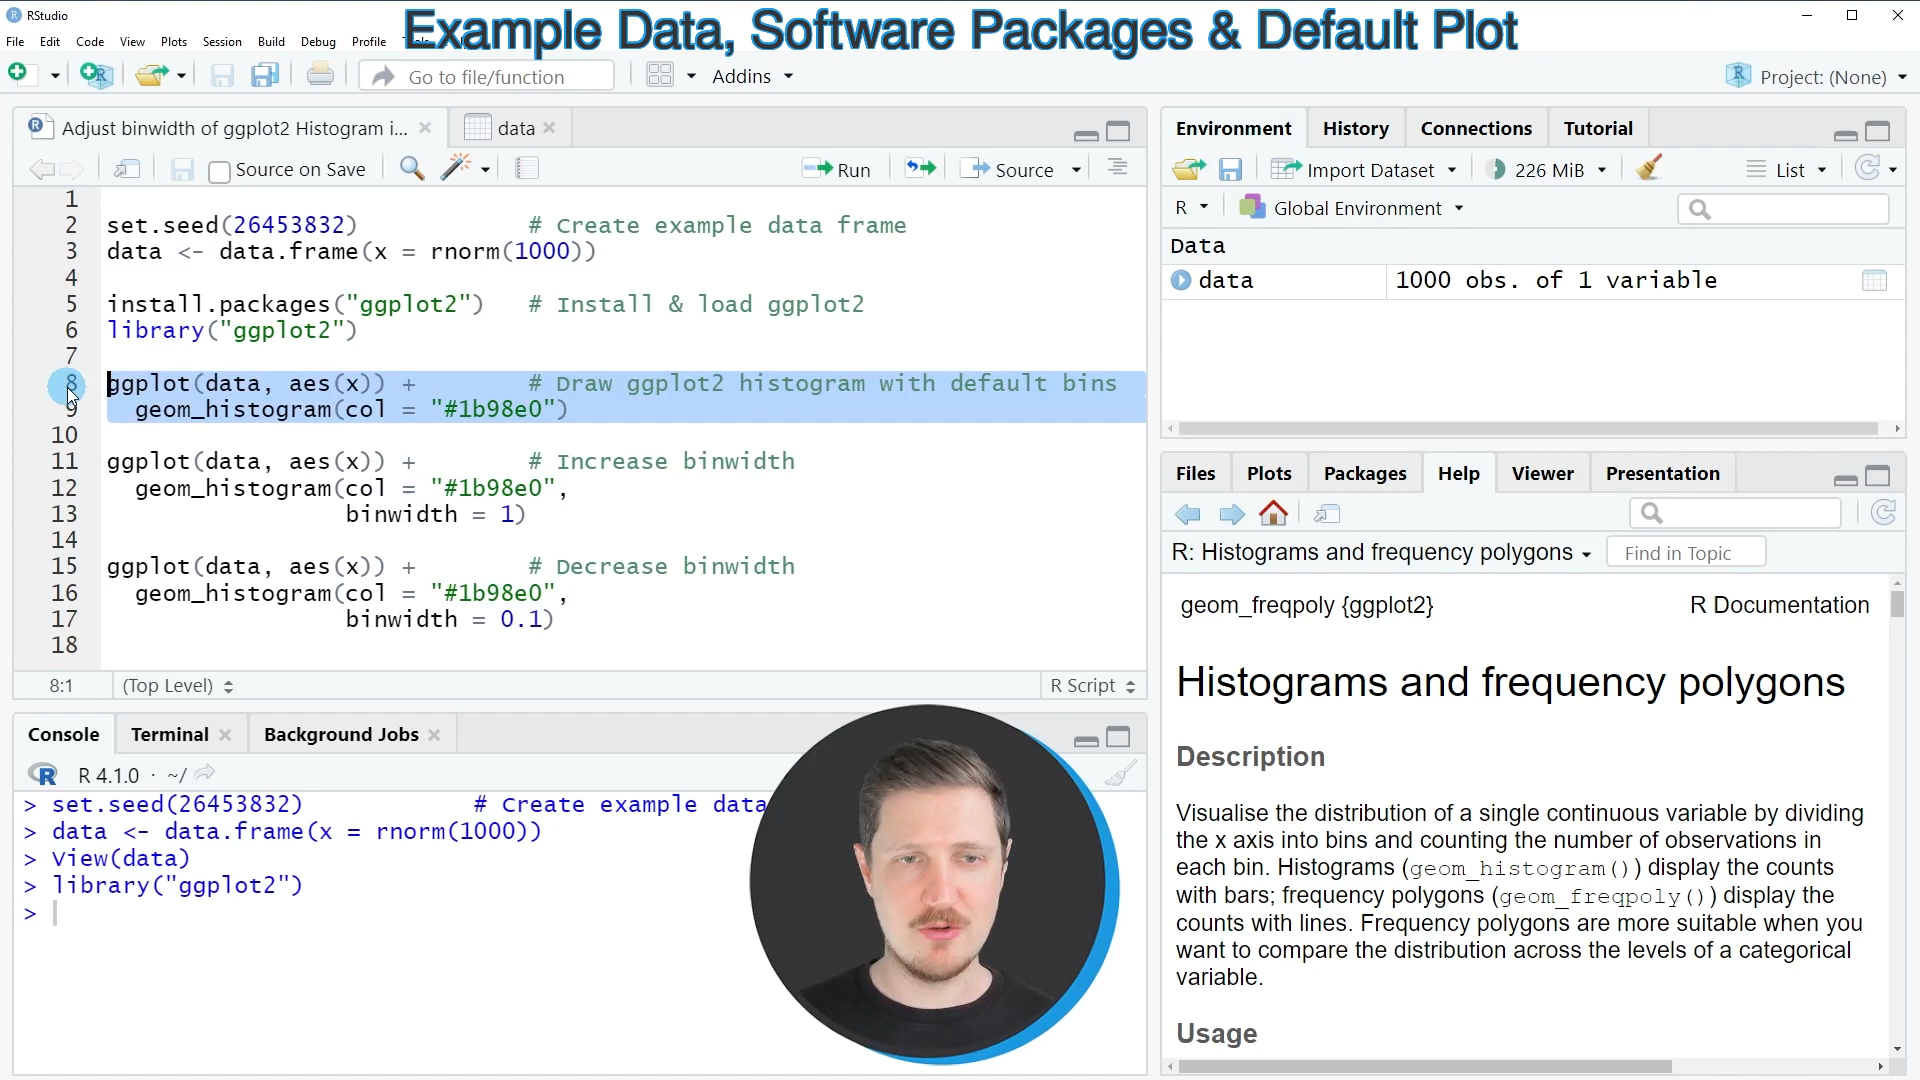 RStudio
Example Data, Software Packages & Default Plot
File Edit Code View Plots Session Build Debug Profile
Go to file/function Addins Project: (None)
Adjust binwidth of ggplot2 Histogram i... data
Source on Save Run Source
1
2 set.seed(26453832) # Create example data frame
3 data <- data.frame(x = rnorm(1000))
4
5 install.packages("ggplot2") # Install & load ggplot2
6 library("ggplot2")
7
8 ggplot(data, aes(x)) + # Draw ggplot2 histogram with default bins
9 geom_histogram(col = "#1b98e0")
10
11 ggplot(data, aes(x)) + # Increase binwidth
12 geom_histogram(col = "#1b98e0",
13 binwidth = 1)
14
15 ggplot(data, aes(x)) + # Decrease binwidth
16 geom_histogram(col = "#1b98e0",
17 binwidth = 0.1)
18
8:1 (Top Level) R Script
Console Terminal Background Jobs
R 4.1.0 · ~/
> set.seed(26453832) # Create example data
> data <- data.frame(x = rnorm(1000))
> View(data)
> library("ggplot2")
>
Environment History Connections Tutorial
Import Dataset 226 MiB List
R Global Environment
Data
data 1000 obs. of 1 variable
Files Plots Packages Help Viewer Presentation
R: Histograms and frequency polygons Find in Topic
geom_freqpoly {ggplot2} R Documentation
Histograms and frequency polygons
Description
Visualise the distribution of a single continuous variable by dividing
the x axis into bins and counting the number of observations in
each bin. Histograms (geom_histogram()) display the counts
with bars; frequency polygons (geom_freqpoly()) display the
counts with lines. Frequency polygons are more suitable when you
want to compare the distribution across the levels of a categorical
variable.
Usage